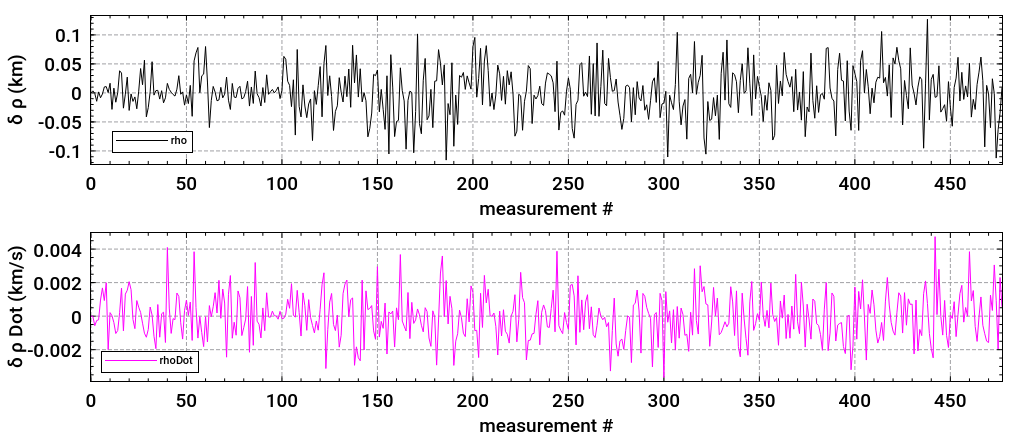 δ ρ (km)
0.1
0.05
0
-0.05
-0.1
rho
0 50 100 150 200 250 300 350 400 450
measurement #
δ ρ Dot (km/s)
0.004
0.002
0
-0.002
rhoDot
0 50 100 150 200 250 300 350 400 450
measurement #